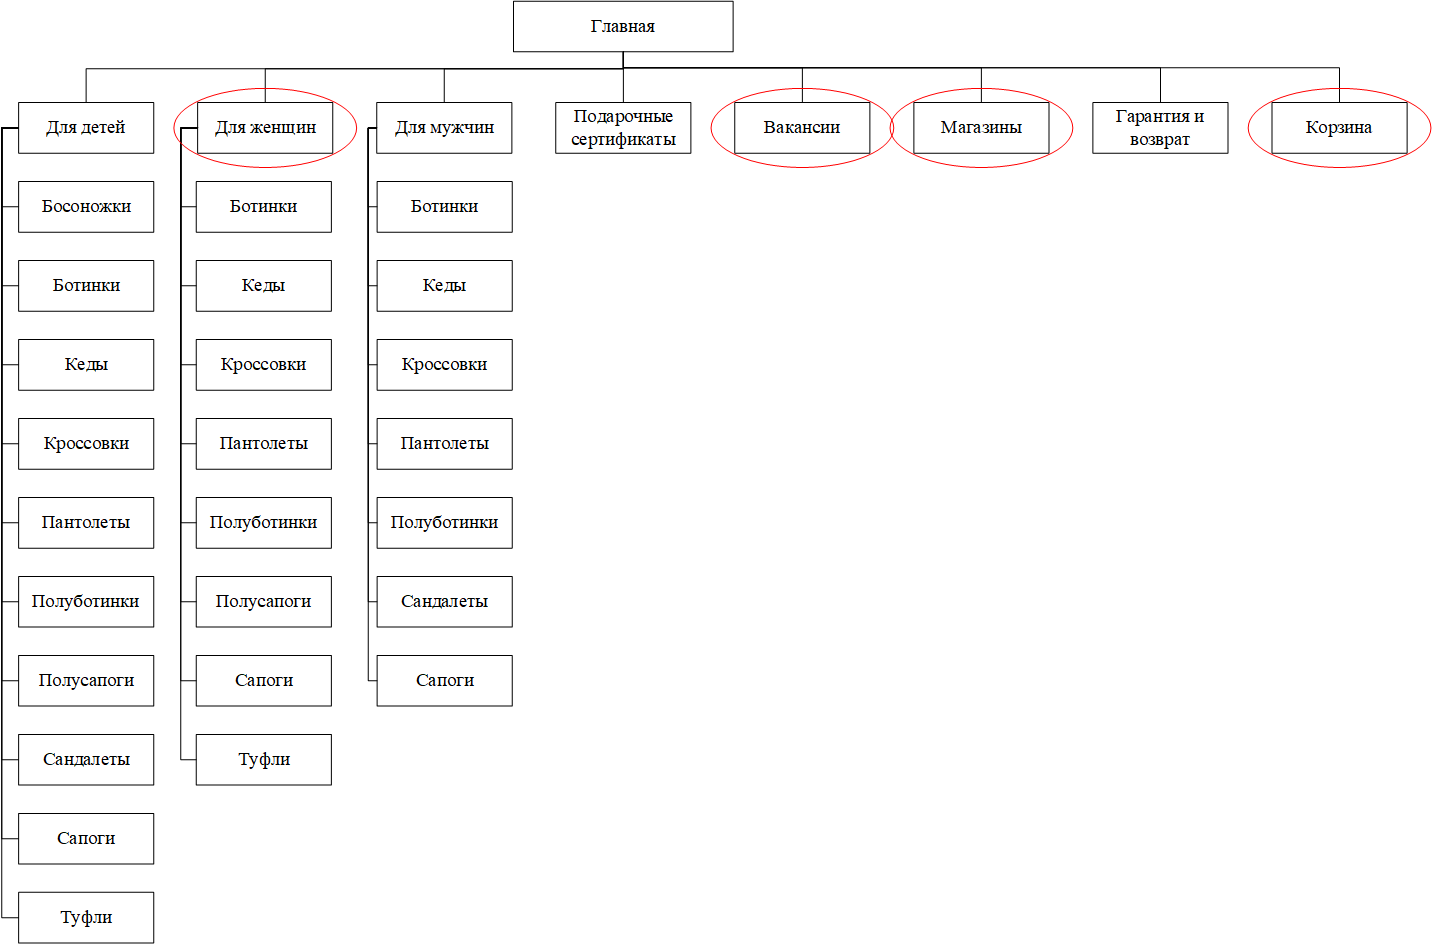 Главная
Для детей
Для женщин
Для мужчин
Подарочные
сертификаты
Вакансии
Магазины
Гарантия и
возврат
Корзина
Босоножки
Ботинки
Кеды
Кроссовки
Пантолеты
Полуботинки
Полусапоги
Сандалеты
Сапоги
Туфли
Ботинки
Кеды
Кроссовки
Пантолеты
Полуботинки
Полусапоги
Сапоги
Туфли
Ботинки
Кеды
Кроссовки
Пантолеты
Полуботинки
Сандалеты
Сапоги